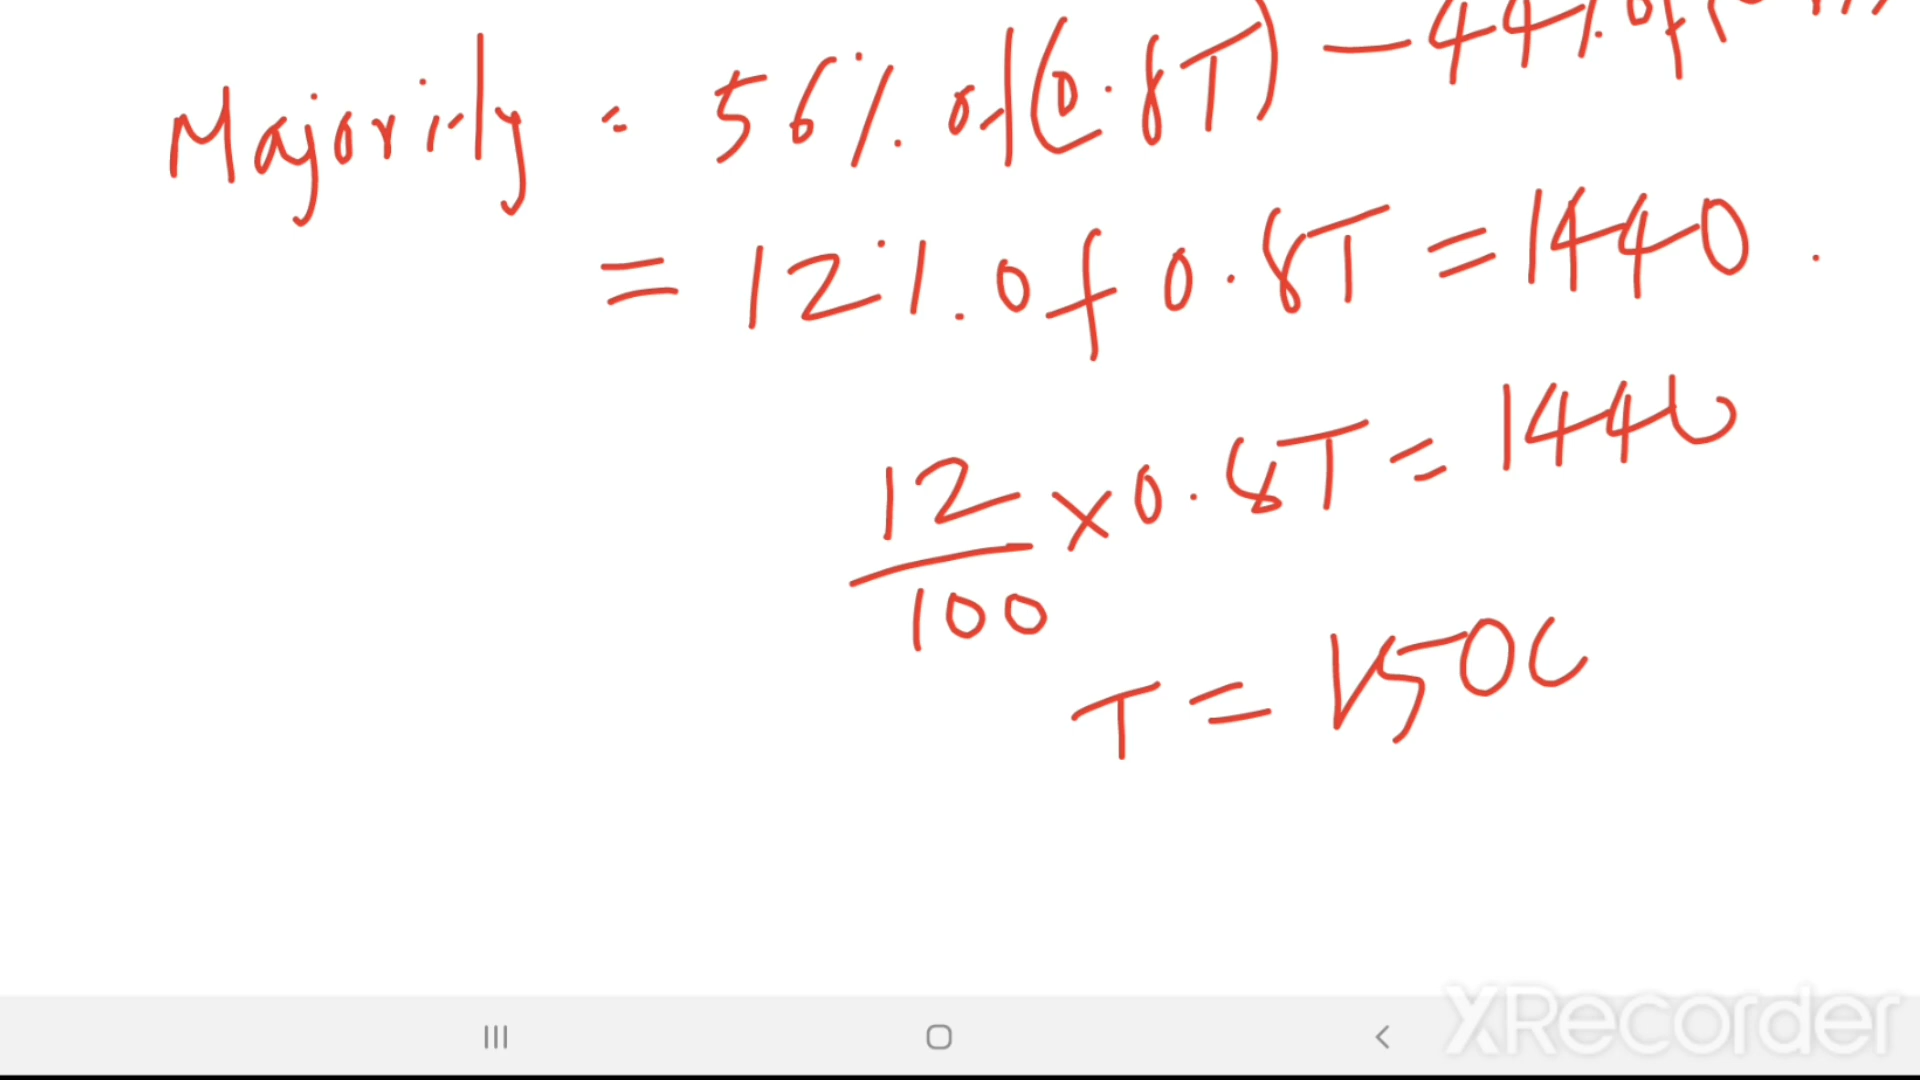 Majority = 56% of (0.8T) - 44% of
= 12% of 0.8T = 1440.
12/100 x 0.8T = 1440
T = 1500
XRecorder